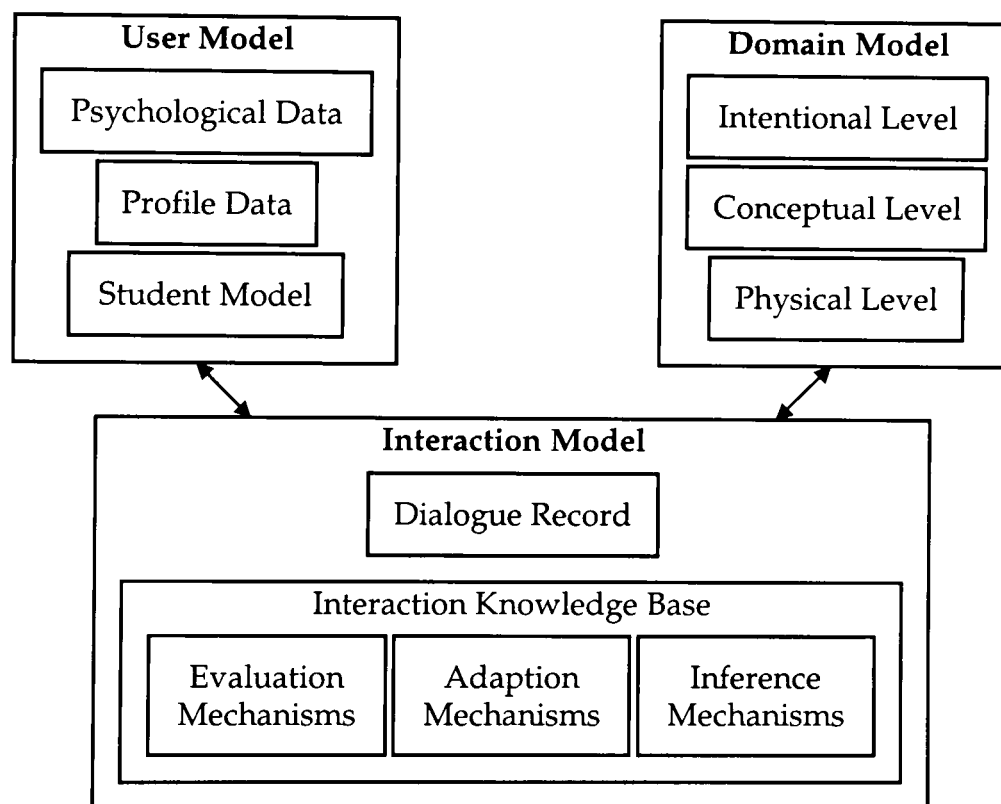 User Model
Psychological Data
Profile Data
Student Model
Domain Model
Intentional Level
Conceptual Level
Physical Level
Interaction Model
Dialogue Record
Interaction Knowledge Base
Evaluation
Mechanisms
Adaption
Mechanisms
Inference
Mechanisms